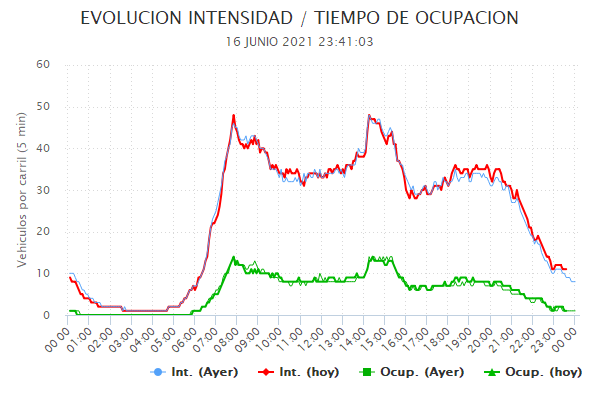 EVOLUCION INTENSIDAD / TIEMPO DE OCUPACION
16 JUNIO 2021 23:41:03
Vehiculos por carril (5 min)
60
50
40
30
20
10
0
00:00 01:00 02:00 03:00 04:00 05:00 06:00 07:00 08:00 09:00 10:00 11:00 12:00 13:00 14:00 15:00 16:00 17:00 18:00 19:00 20:00 21:00 22:00 23:00 00:00
Int. (Ayer) Int. (hoy) Ocup. (Ayer) Ocup. (hoy)